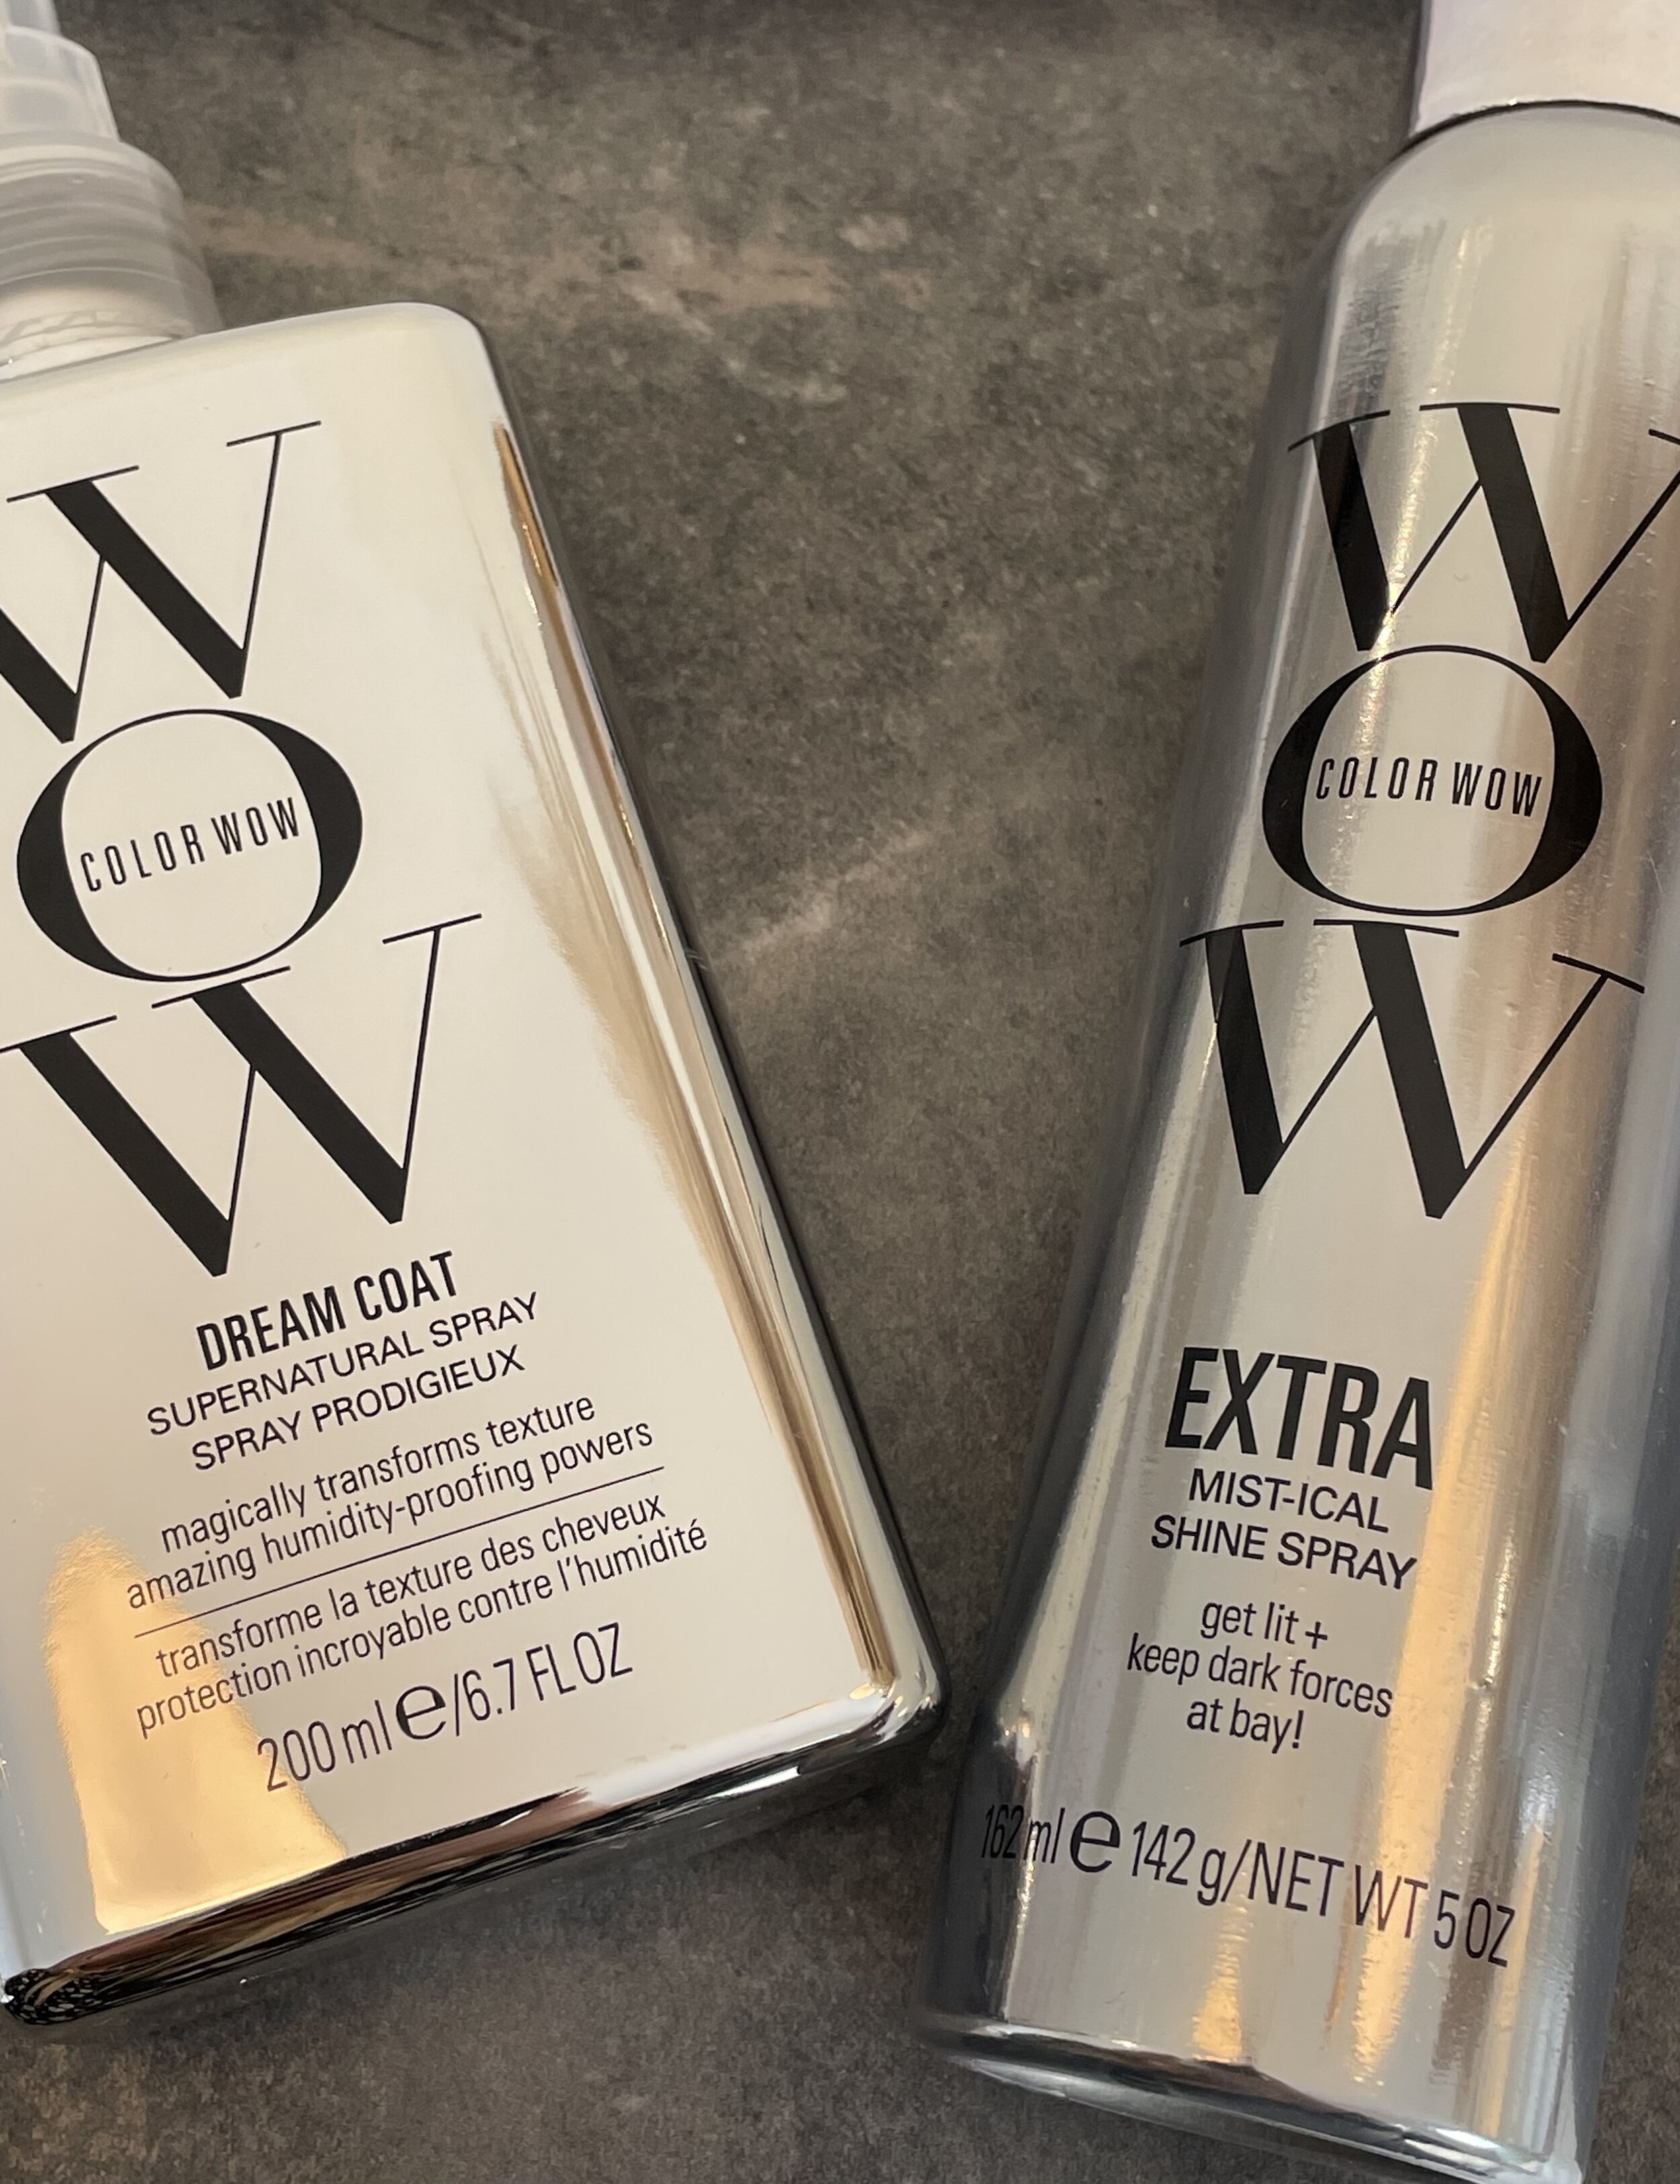 W
O
COLOR WOW
W
DREAM COAT
SUPERNATURAL SPRAY
SPRAY PRODIGIEUX
magically transforms texture
amazing humidity-proofing powers
transforme la texture des cheveux
protection incroyable contre l'humidité
200 ml e/6.7 FL OZ
W
O
COLOR WOW
W
EXTRA
MIST-ICAL
SHINE SPRAY
get lit +
keep dark forces
at bay!
162 ml e 142 g/NET WT 5 OZ